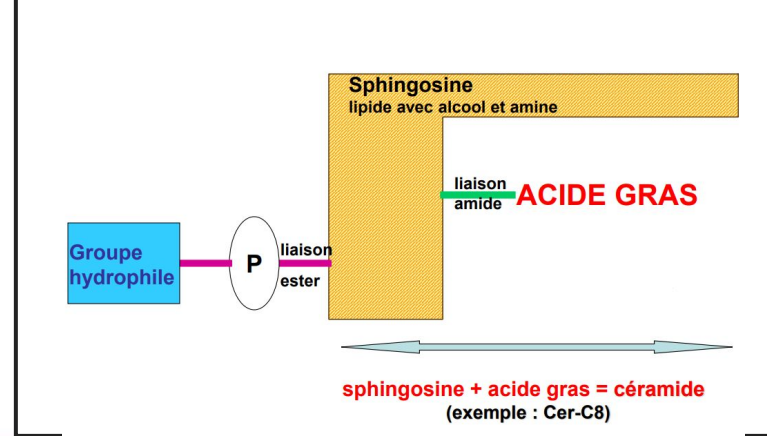 Sphingosine
lipide avec alcool et amine
liaison
amide
ACIDE GRAS
Groupe
hydrophile
P
liaison
ester
sphingosine + acide gras = céramide
(exemple : Cer-C8)